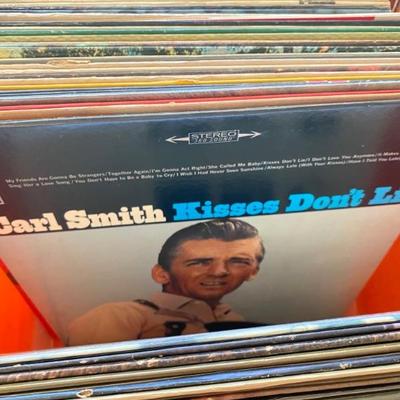 STEREO
360 SOUND
My Friends Are Gonna Be Strangers/Together Again/I'm Gonna Act Right/She Called Me Baby/Kisses Don't Lie/I Don't Love You Anymore/It Makes
Sing Her a Love Song/You Don't Have to Be a Baby To Cry/I Wish I Had Never Seen Sunshine/Always Late (With Your Kisses)/Have I Told You Lately
Carl Smith Kisses Don't Li